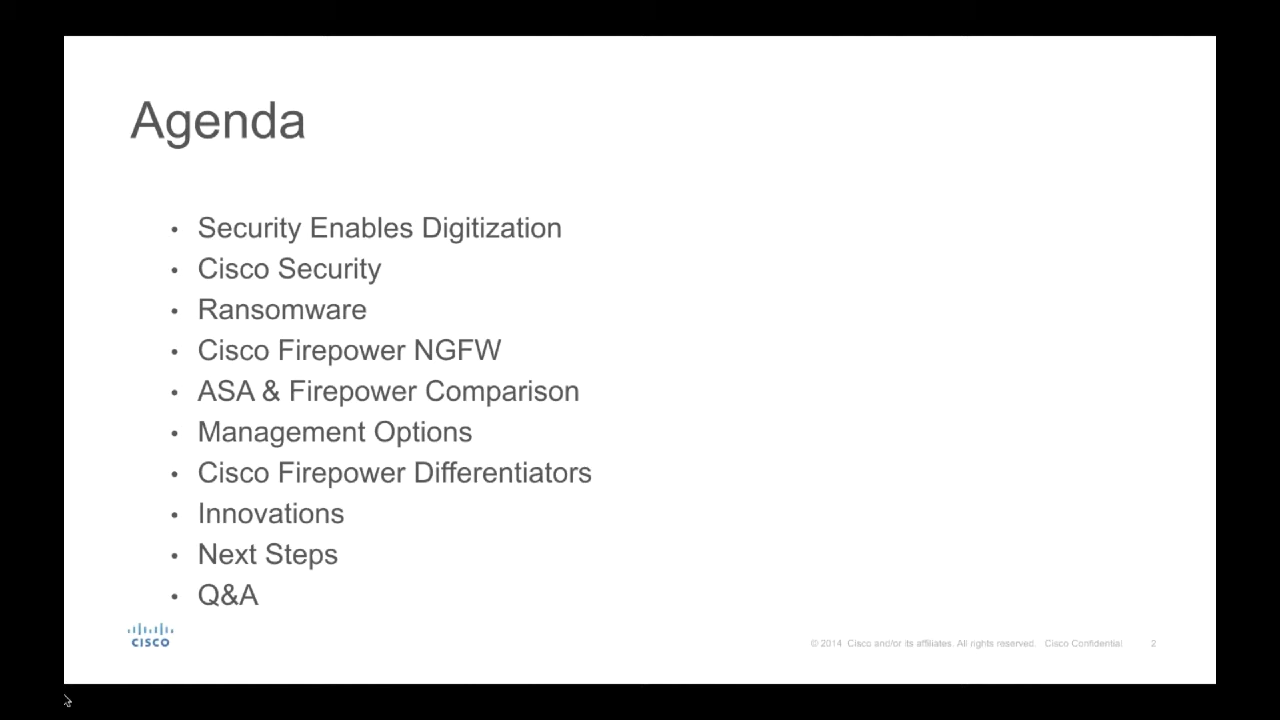 Agenda
• Security Enables Digitization
• Cisco Security
• Ransomware
• Cisco Firepower NGFW
• ASA & Firepower Comparison
• Management Options
• Cisco Firepower Differentiators
• Innovations
• Next Steps
• Q&A
CISCO
© 2014 Cisco and/or its affiliates. All rights reserved. Cisco Confidential 2